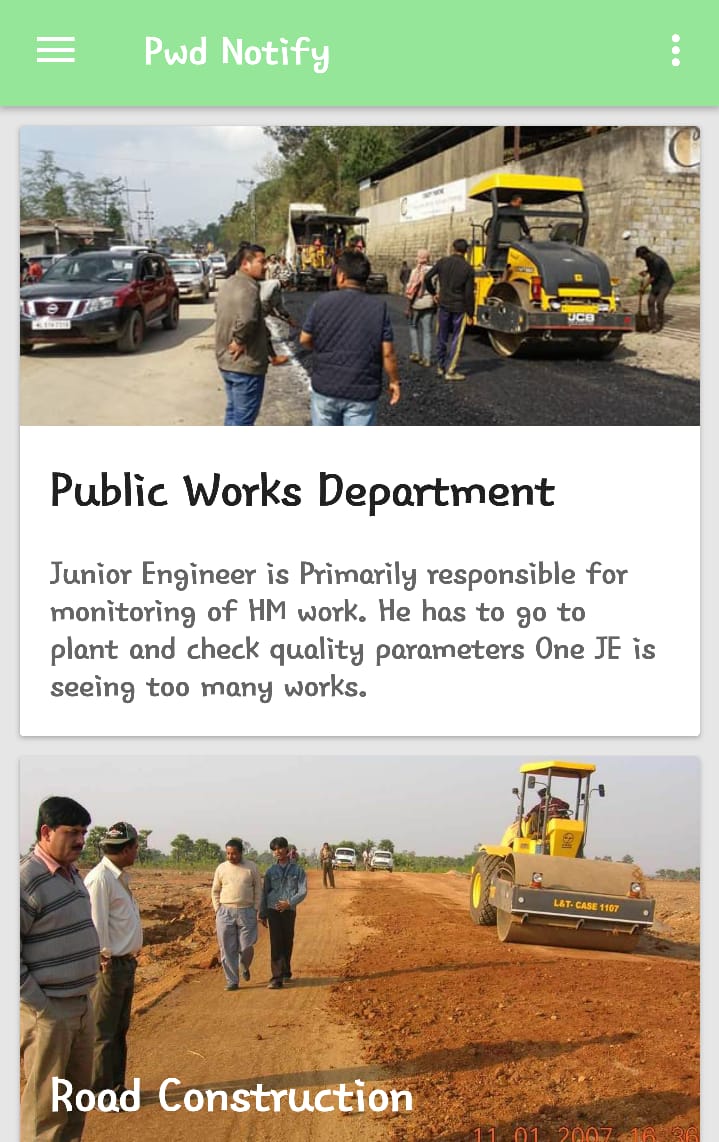 Pwd Notify
JCB
Public Works Department
Junior Engineer is Primarily responsible for
monitoring of HM work. He has to go to
plant and check quality parameters One JE is
seeing too many works.
L&T- CASE 1107
Road Construction
11 01 2007 16:36